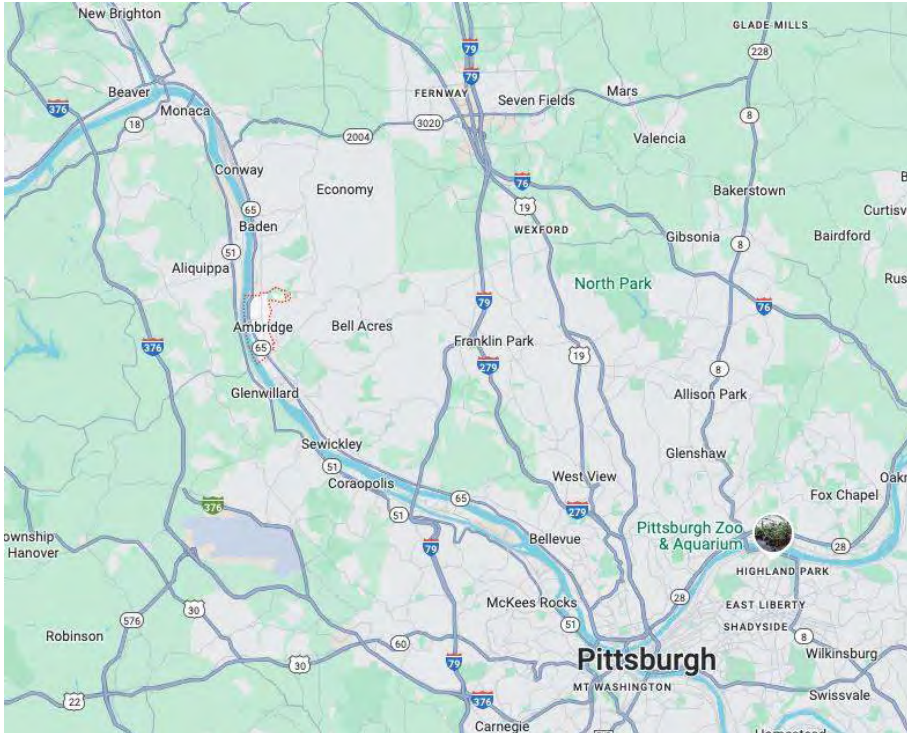 New Brighton
GLADE MILLS
79
228
79
Beaver
376
Monaca
FERNWAY
Seven Fields
Mars
18
3020
8
2004
Valencia
Conway
Economy
76
Bakerstown
65
19
WEXFORD
Curtisv
Baden
Gibsonia
8
Bairdford
51
Aliquippa
Rus
North Park
79
76
Ambridge
Bell Acres
65
376
Franklin Park
19
279
8
Glenwillard
Allison Park
Sewickley
Glenshaw
51
Coraopolis
West View
Oakm
65
Fox Chapel
376
51
279
Pittsburgh Zoo
& Aquarium
ownship
Hanover
79
Bellevue
28
HIGHLAND PARK
McKees Rocks
28
EAST LIBERTY
30
576
51
SHADYSIDE
Robinson
60
8
Wilkinsburg
30
79
Pittsburgh
22
MT WASHINGTON
376
Swissvale
Carnegie